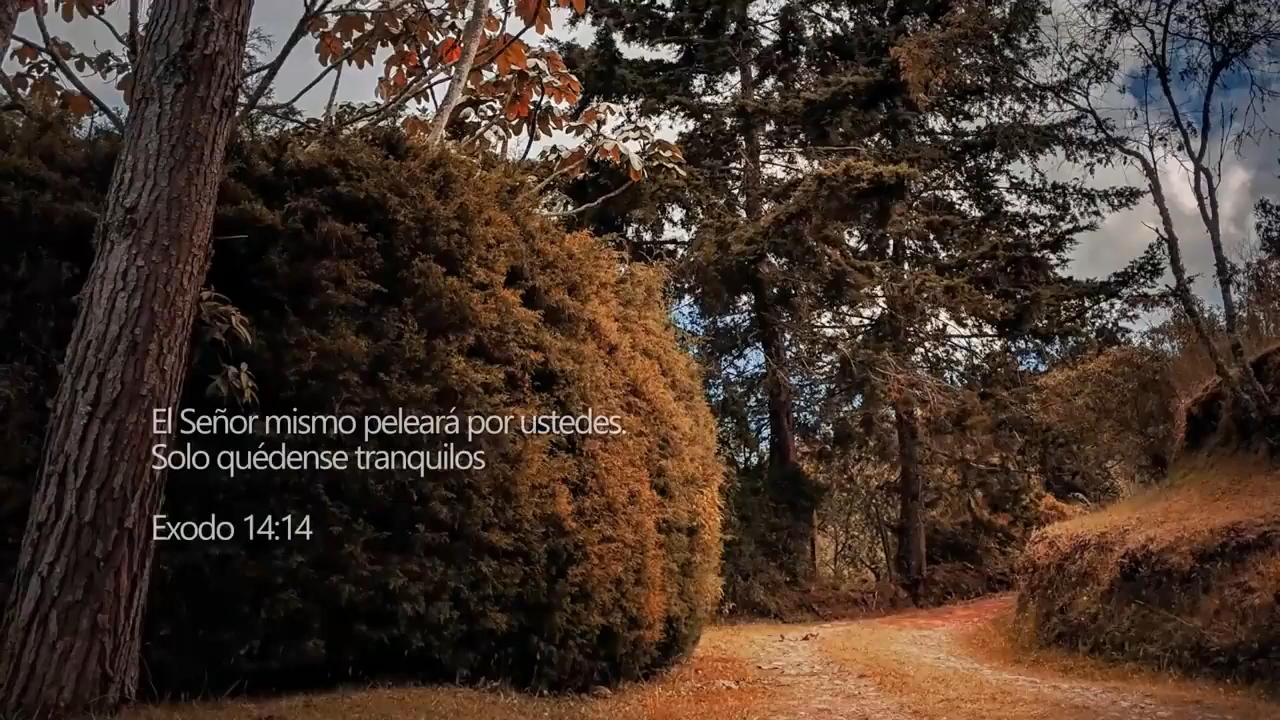 El Señor mismo peleará por ustedes.
Solo quédense tranquilos
Exodo 14:14